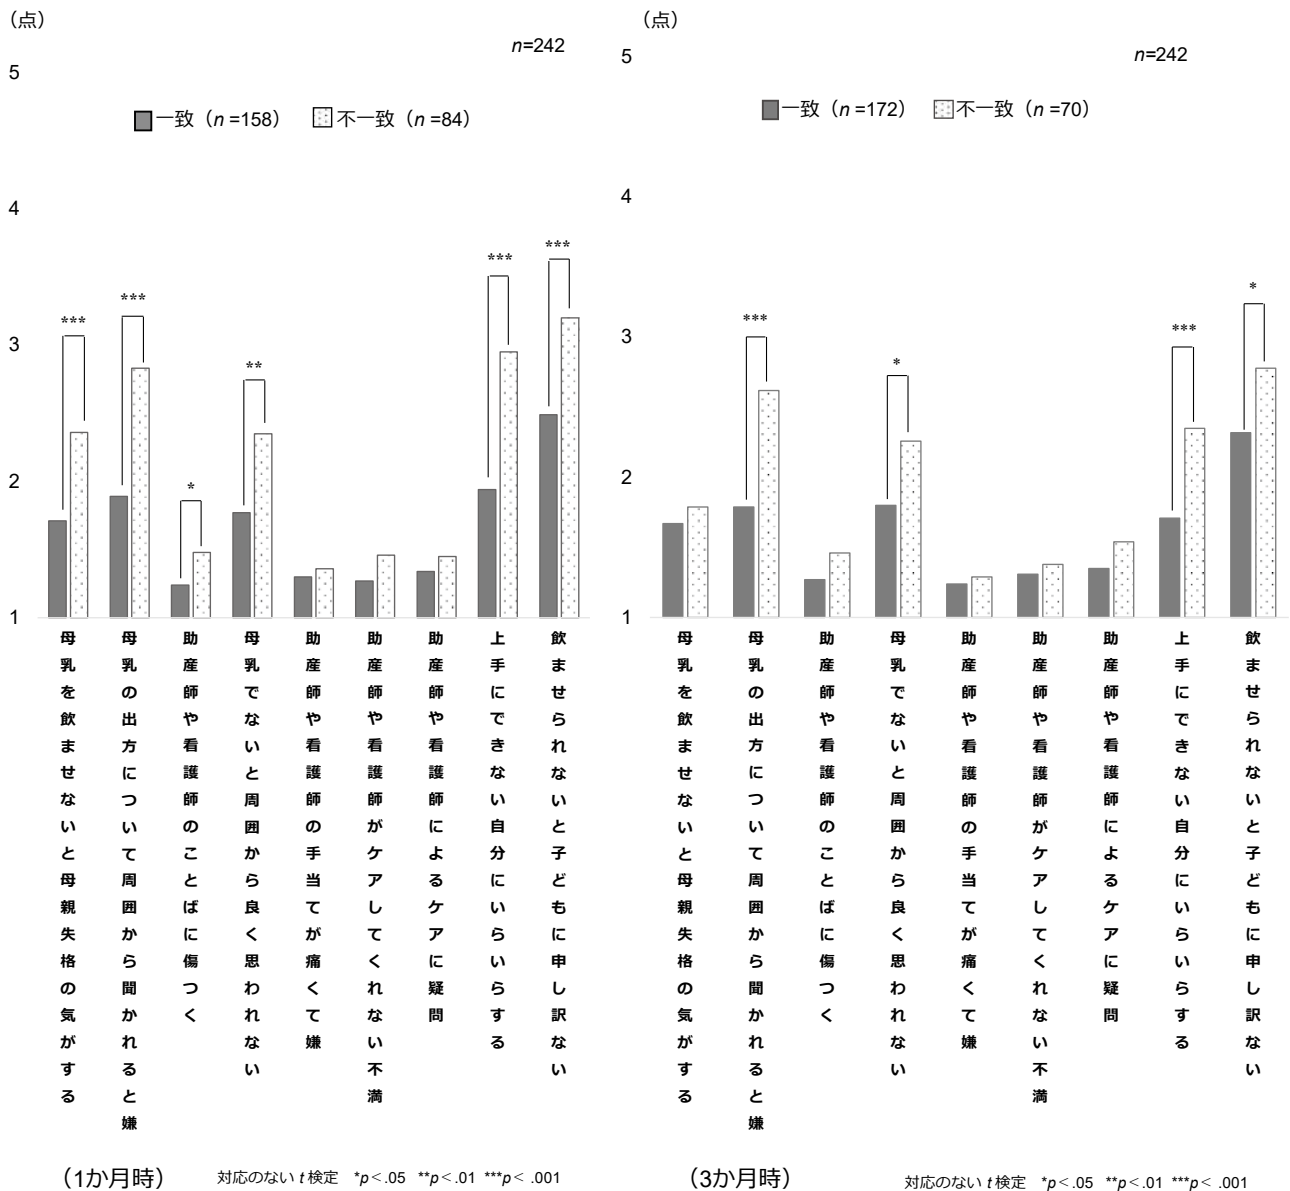 （点）
n=242
5
一致（n =158） 不一致（n =84）
4
***
***
***
***
3
**
2
*
1
母乳を飲ませないと母親失格の気がする
母乳の出方について周囲から聞かれると嫌
助産師や看護師のことばに傷つく
母乳でないと周囲から良く思われない
助産師や看護師の手当てが痛くて嫌
助産師や看護師がケアしてくれない不満
助産師や看護師によるケアに疑問
上手にできない自分にいらいらする
飲ませられないと子どもに申し訳ない
（1か月時）
対応のない t 検定 *p＜.05 **p＜.01 ***p＜ .001
（点）
n=242
5
一致（n =172） 不一致（n =70）
4
*
***
***
3
*
2
1
母乳を飲ませないと母親失格の気がする
母乳の出方について周囲から聞かれると嫌
助産師や看護師のことばに傷つく
母乳でないと周囲から良く思われない
助産師や看護師の手当てが痛くて嫌
助産師や看護師がケアしてくれない不満
助産師や看護師によるケアに疑問
上手にできない自分にいらいらする
飲ませられないと子どもに申し訳ない
（3か月時）
対応のない t 検定 *p＜.05 **p＜.01 ***p＜ .001